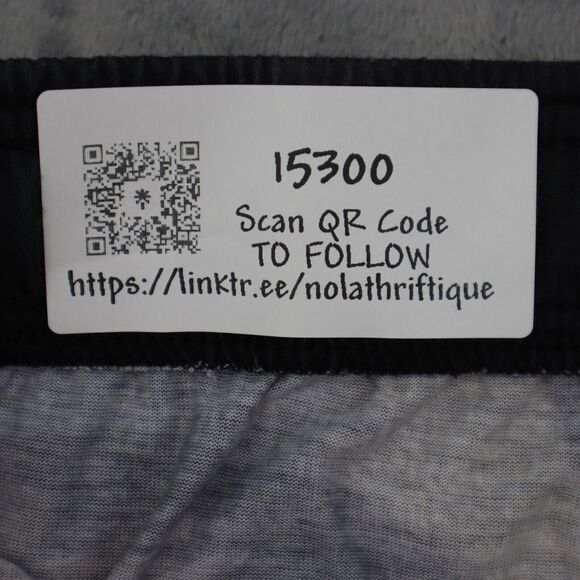 15300
Scan QR Code
TO FOLLOW
https://linktr.ee/nolathriftique